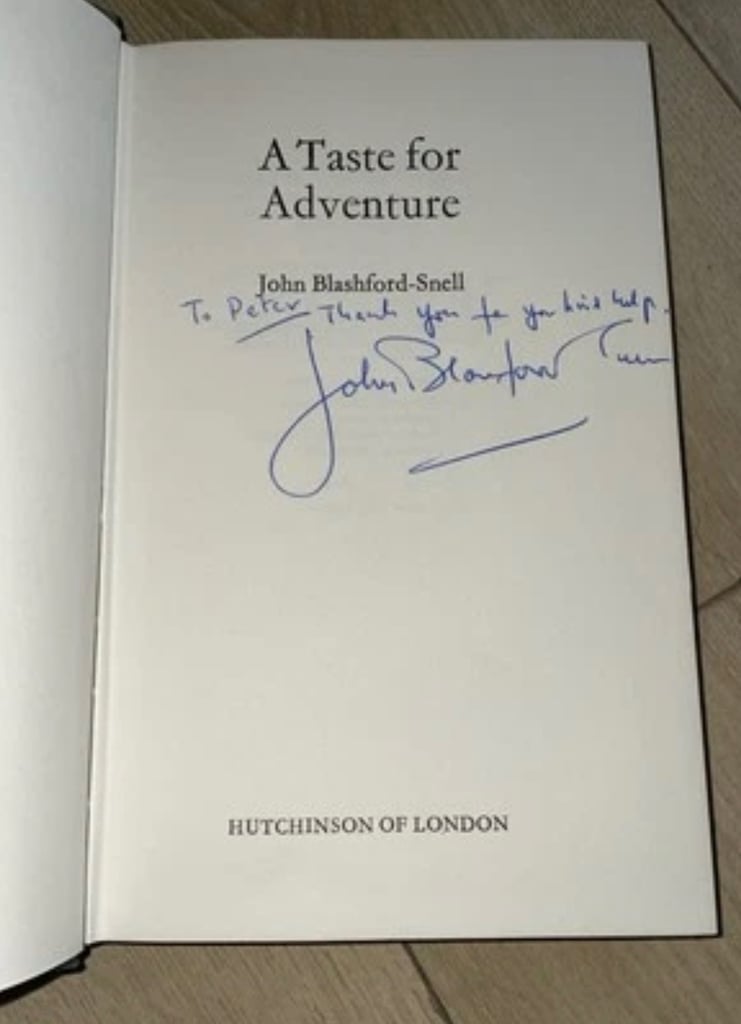 A Taste for
Adventure
John Blashford-Snell
To Peter Thank you for you kind help.
John Blashford Snell
HUTCHINSON OF LONDON